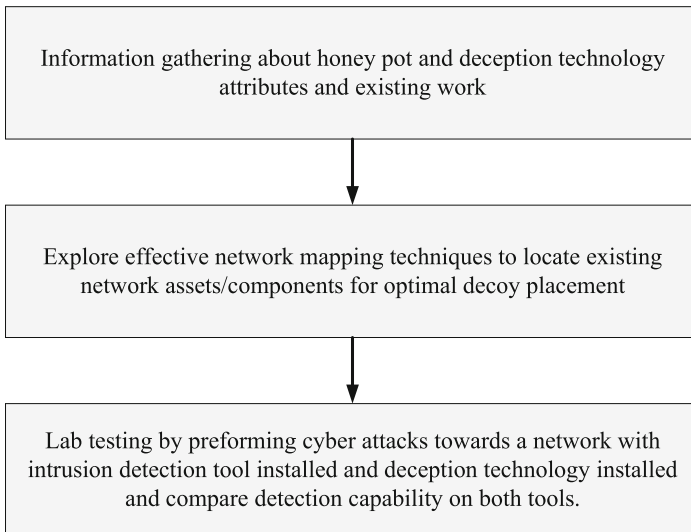 Information gathering about honey pot and deception technology
attributes and existing work
Explore effective network mapping techniques to locate existing
network assets/components for optimal decoy placement
Lab testing by preforming cyber attacks towards a network with
intrusion detection tool installed and deception technology installed
and compare detection capability on both tools.